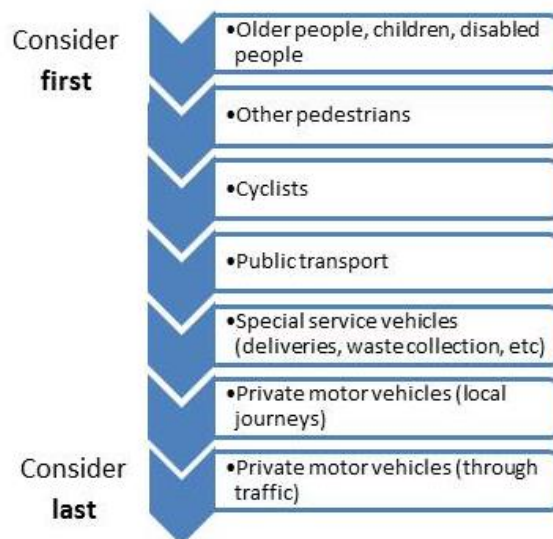 Consider
first
•Older people, children, disabled
people
•Other pedestrians
•Cyclists
•Public transport
•Special service vehicles
(deliveries, waste collection, etc)
•Private motor vehicles (local
journeys)
Consider
last
•Private motor vehicles (through
traffic)